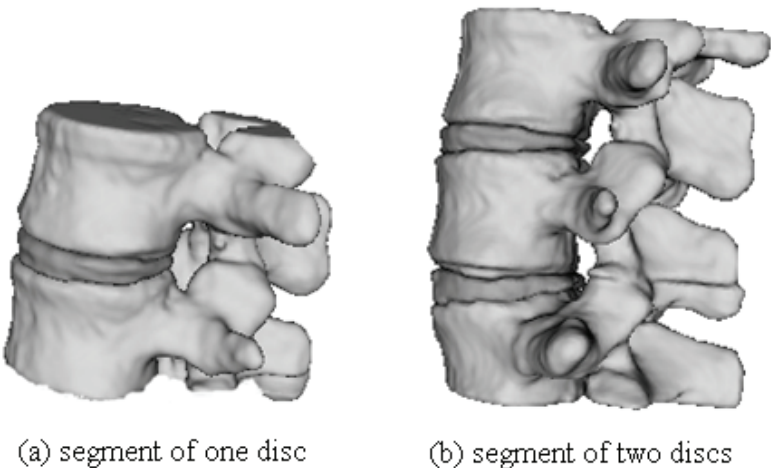 (a) segment of one disc
(b) segment of two discs